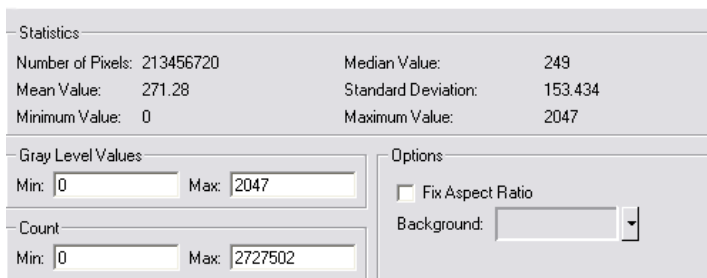 Statistics
Number of Pixels: 213456720 Median Value: 249
Mean Value: 271.28 Standard Deviation: 153.434
Minimum Value: 0 Maximum Value: 2047
Gray Level Values
Min: 0 Max: 2047
Count
Min: 0 Max: 2727502
Options
Fix Aspect Ratio
Background: